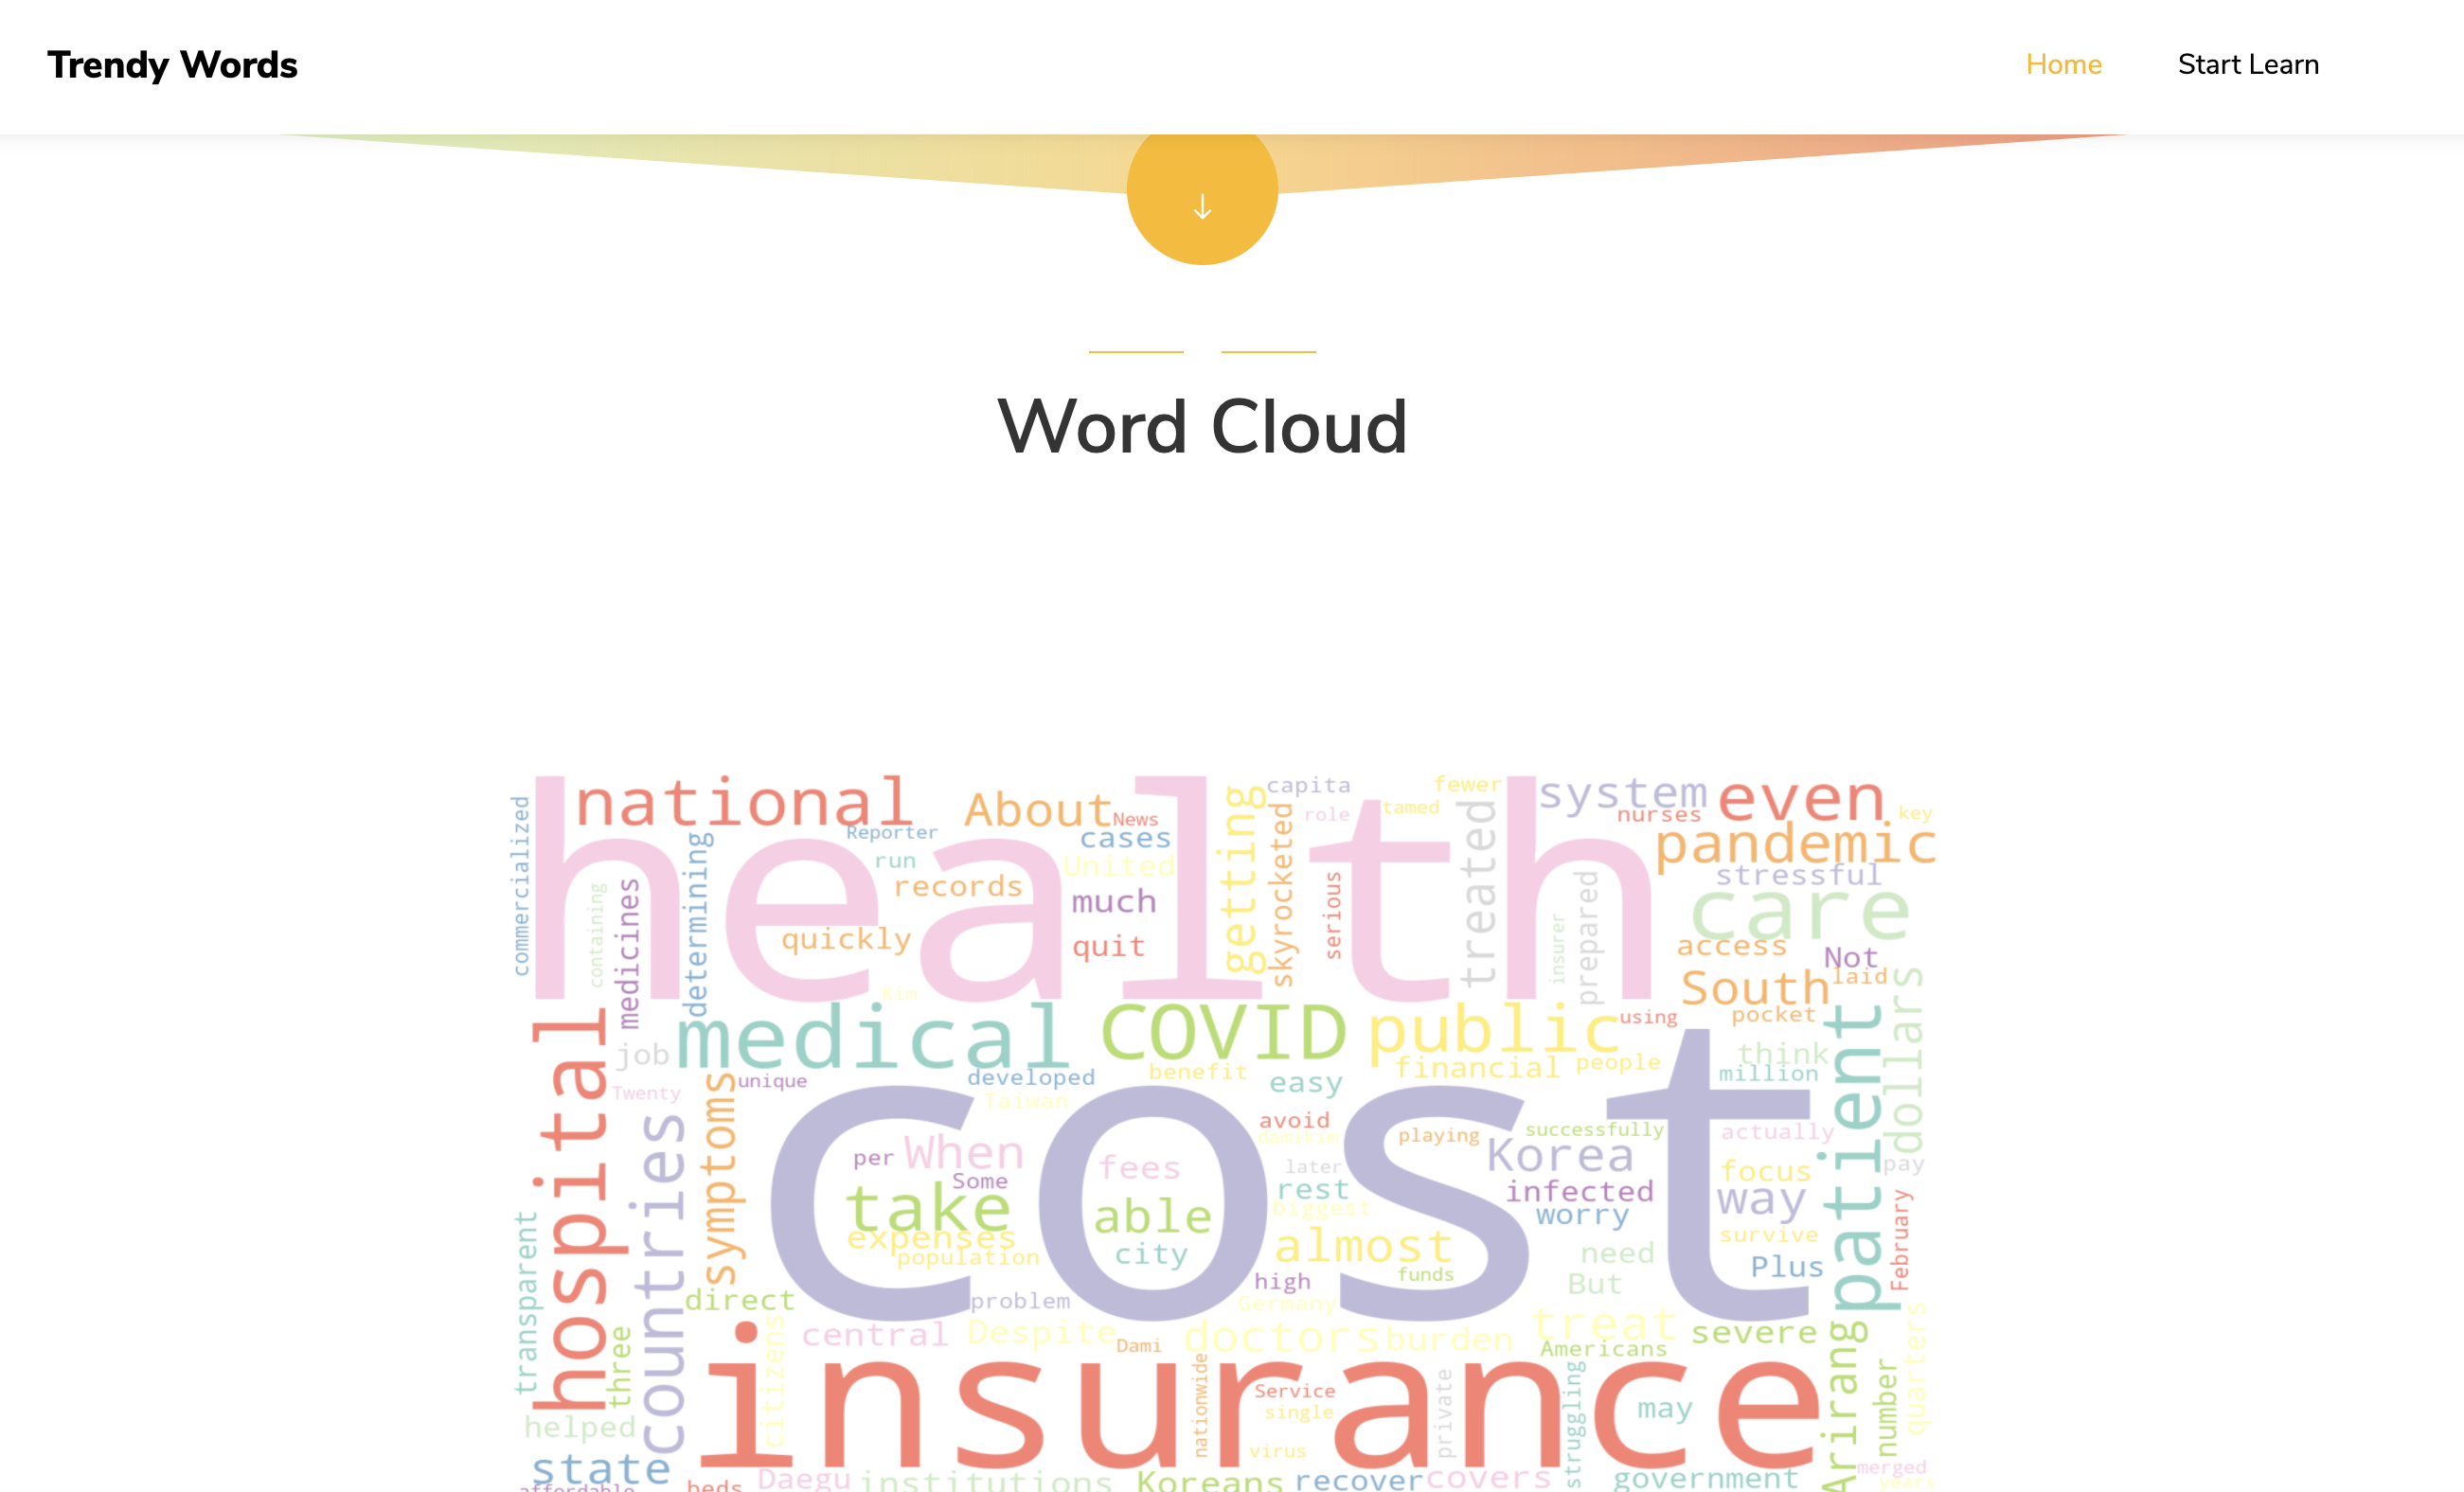 Trendy Words
Home
Start Learn
Word Cloud
health
national
About
News
capita
fewer
system
even
commercialized
Reporter
cases
role
tamed
nurses
key
run
United
getting
skyrocketed
treated
pandemic
determining
records
stressful
containing
medicines
much
serious
insurer
prepared
care
quickly
quit
access
Not
Kim
South
laid
dollars
hospital
medical
COVID
public
using
pocket
patient
job
developed
benefit
easy
financial
people
think
million
Twenty
unique
symptoms
Taiwan
cost
countries
avoid
damikim
playing
successfully
actually
per
When
fees
later
Korea
focus
pay
Some
rest
infected
way
take
able
biggest
worry
expenses
almost
survive
February
population
city
need
Plus
transparent
high
funds
But
direct
problem
Germany
central
Despite
Dami
doctors
burden
treat
severe
Americans
three
citizens
insurance
nationwide
Service
single
private
struggling
may
Arirang
number
quarters
helped
virus
state
Daegu
institutions
Koreans
recover
covers
government
merged
years
affordable
beds